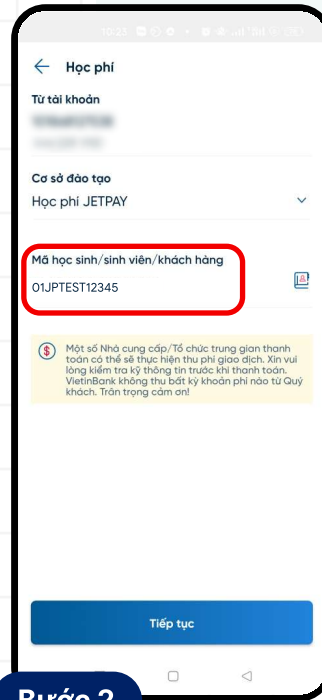 10:23
Học phí
Từ tài khoản
Cơ sở đào tạo
Học phí JETPAY
Mã học sinh/sinh viên/khách hàng
01JPTEST12345
Một số Nhà cung cấp/Tổ chức trung gian thanh
toán có thể sẽ thực hiện thu phí giao dịch. Xin vui
lòng kiểm tra kỹ thông tin trước khi thanh toán.
VietinBank không thu bất kỳ khoản phí nào từ Quý
khách. Trân trọng cảm ơn!
Tiếp tục
Bước 2